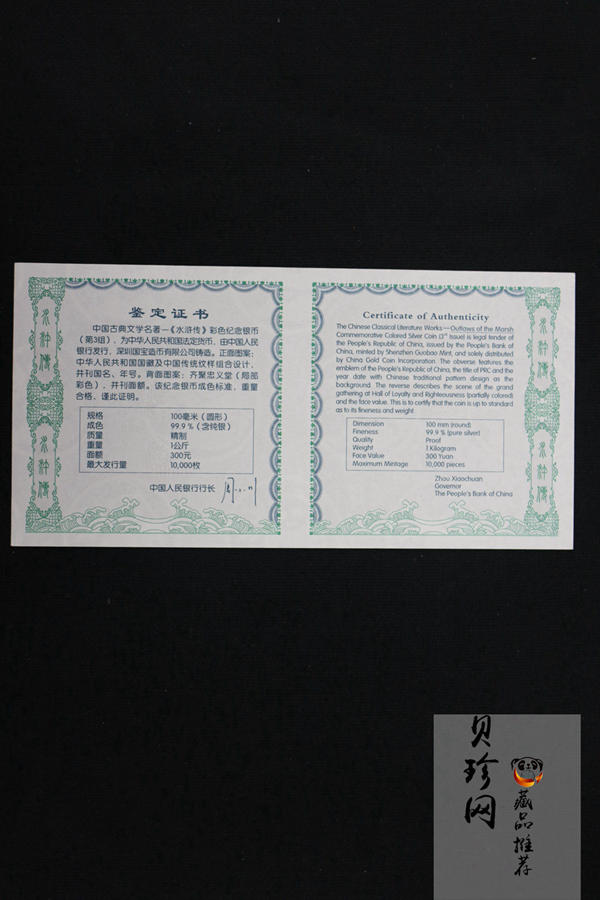 鉴定证书
中国古典文学名著—《水浒传》彩色纪念银币
（第3组），为中华人民共和国法定货币，由中国人民
银行发行，深圳国宝造币有限公司铸造。正面图案：
中华人民共和国国徽及中国传统纹样组合设计，
并刊国名、年号。背面图案：齐聚忠义堂（局部
彩色），并刊面额。该纪念银币成色标准，重量
合格，谨此证明。
规格 100毫米（圆形）
成色 99.9％（含纯银）
质量 精制
重量 1公斤
面额 300元
最大发行量 10,000枚
中国人民银行行长
Certificate of Authenticity
The Chinese Classical Literature Works—Outlaws of the Marsh
Commemorative Colored Silver Coin (3rd Issue) is legal tender of
the People's Republic of China, issued by the People's Bank of
China, minted by Shenzhen Guobao Mint, and solely distributed
by China Gold Coin Incorporation. The obverse features the
emblem of the People's Republic of China, the title of PRC and the
year date with Chinese traditional pattern design as the
background. The reverse describes the scene of the grand
gathering at Hall of Loyalty and Righteousness (partially colored)
and the face value. This is to certify that the coin is up to standard
as to its fineness and weight.
Dimension 100 mm (round)
Fineness 99.9 % (pure silver)
Quality Proof
Weight 1 Kilogram
Face Value 300 Yuan
Maximum Mintage 10,000 pieces
Zhou Xiaochuan
Governor
The People's Bank of China
水浒传
水浒传
水浒传
水浒传
贝珍网
藏品推荐